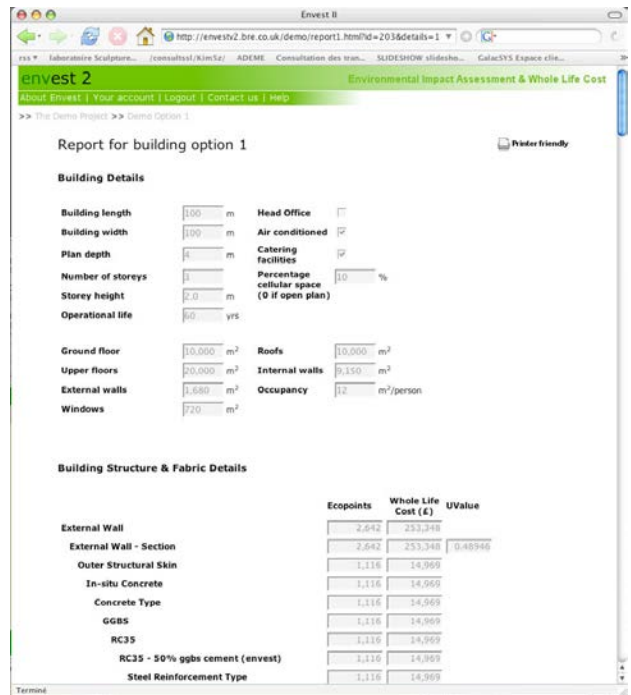 Envest II
http://envestv2.bre.co.uk/demo/report1.html?id=203&details=1
rss laboratoire Sculpture... /consultsst/KimSz/ ADEME Consultation des tran... SLIDESHOW slidesho... GalacSYS Espace clie...
envest 2 Environmental Impact Assessment & Whole Life Cost
About Envest | Your account | Logout | Contact us | Help
>> The Demo Project >> Demo Option 1
Report for building option 1 Printer friendly
Building Details
Building length 100 m Head Office
Building width 100 m Air conditioned
Plan depth 4 m Catering facilities
Number of storeys 3 Percentage cellular space (0 if open plan) 10 %
Storey height 2.0 m
Operational life 60 yrs
Ground floor 10,000 m² Roofs 10,000 m²
Upper floors 20,000 m² Internal walls 9,150 m²
External walls 1,680 m² Occupancy 12 m²/person
Windows 720 m²
Building Structure & Fabric Details
Ecopoints Whole Life Cost (£) UValue
External Wall 2,642 253,348
External Wall - Section 2,642 253,348 0.48946
Outer Structural Skin 1,116 14,969
In-situ Concrete 1,116 14,969
Concrete Type 1,116 14,969
GGBS 1,116 14,969
RC35 1,116 14,969
RC35 - 50% ggbs cement (envest) 1,116 14,969
Steel Reinforcement Type 1,116 14,969
Terminé